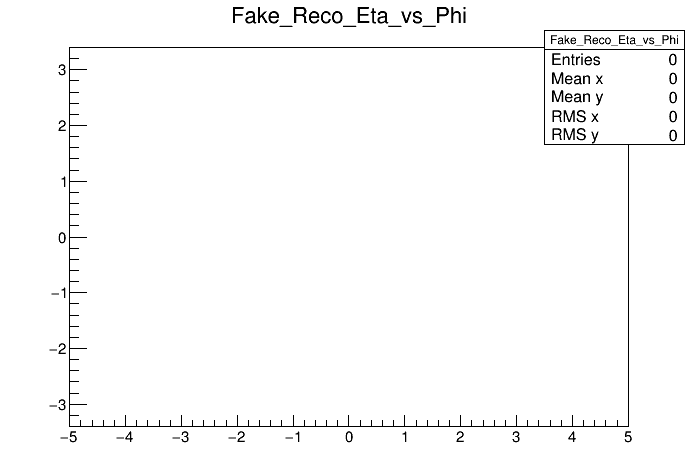 Fake_Reco_Eta_vs_Phi
Fake_Reco_Eta_vs_Phi
Entries 0
Mean x 0
Mean y 0
RMS x 0
RMS y 0
3
2
1
0
−1
−2
−3
−5 −4 −3 −2 −1 0 1 2 3 4 5